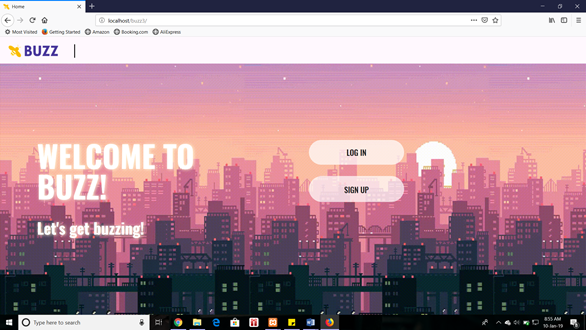 Home
localhost/buzz3/
Most Visited Getting Started Amazon Booking.com AliExpress
BUZZ
WELCOME TO
BUZZ!
Let's get buzzing!
LOG IN
SIGN UP
Type here to search
8:55 AM
10-Jan-19